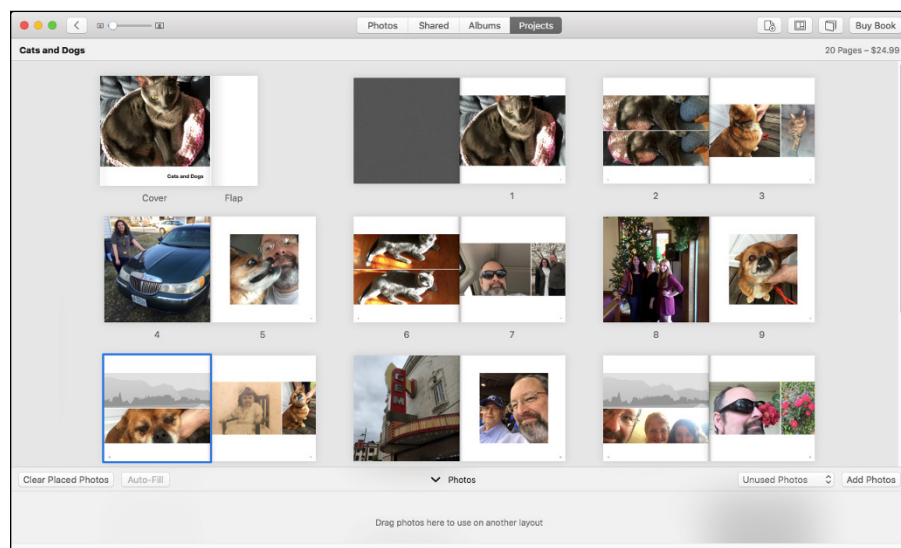 Photos Shared Albums Projects Buy Book
Cats and Dogs 20 Pages – $24.99
Cats and Dogs
Cover Flap 1 2 3
4 5 6 7 8 9
GEM
Clear Placed Photos Auto-Fill Photos Unused Photos Add Photos
Drag photos here to use on another layout